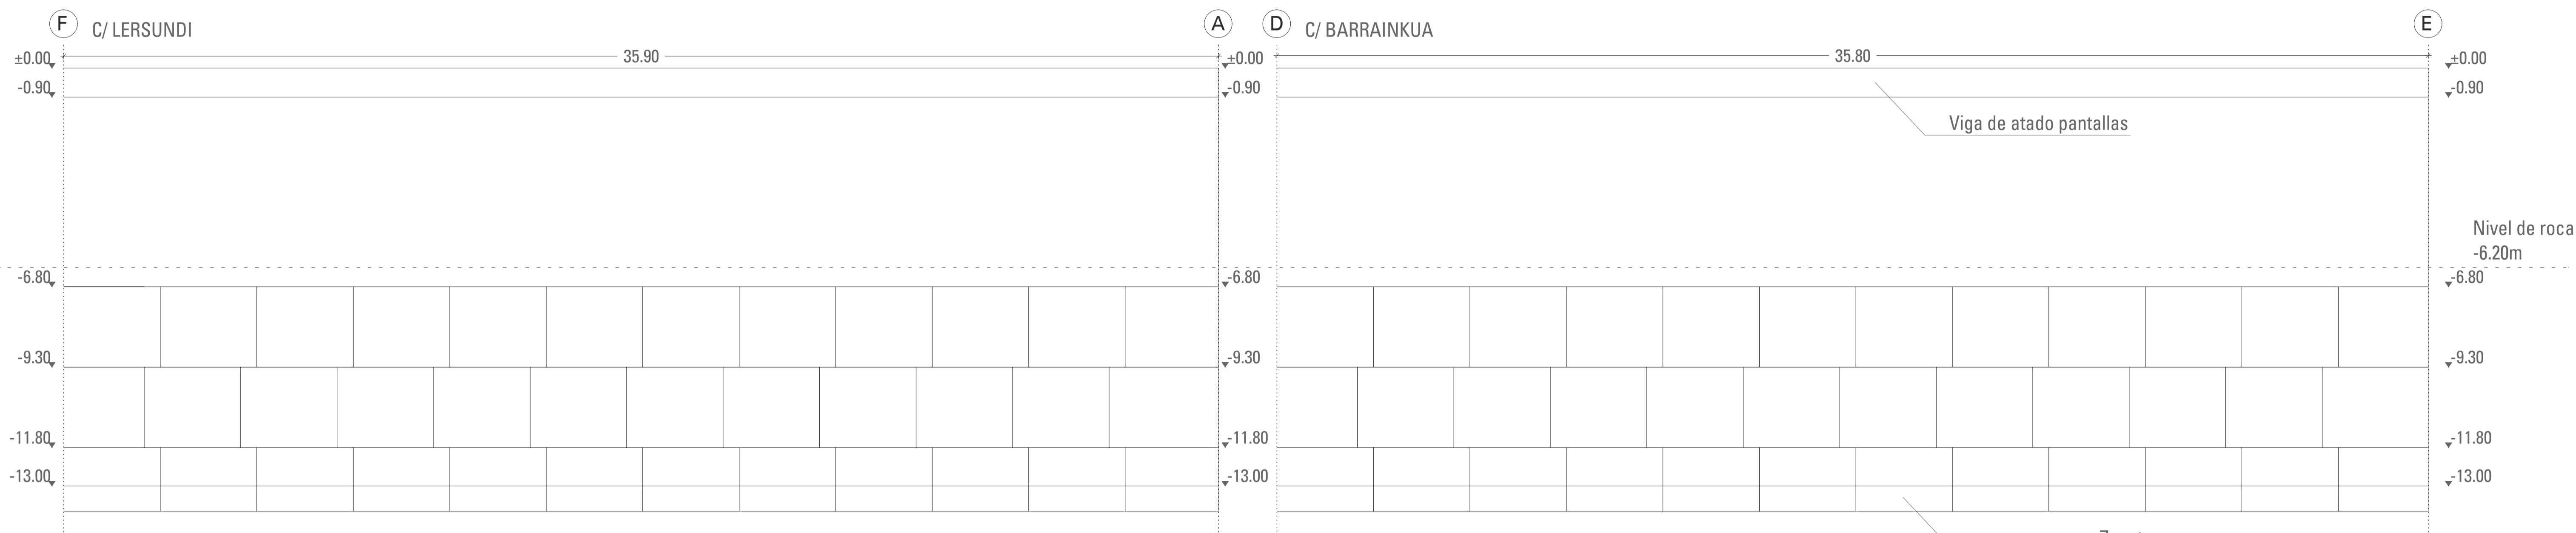 F C/ LERSUNDI A D C/ BARRAINKUA E
35.90 35.80
±0.00 ±0.00 ±0.00
-0.90 -0.90 -0.90
Viga de atado pantallas
Nivel de roca
-6.20m
-6.80 -6.80 -6.80
-9.30 -9.30 -9.30
-11.80 -11.80 -11.80
-13.00 -13.00 -13.00